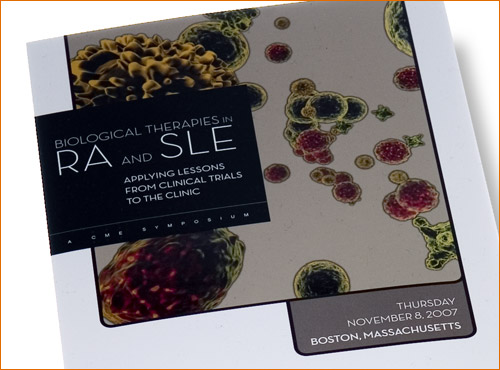 BIOLOGICAL THERAPIES IN
RA AND SLE
APPLYING LESSONS
FROM CLINICAL TRIALS
TO THE CLINIC
A CME SYMPOSIUM
THURSDAY
NOVEMBER 8, 2007
BOSTON, MASSACHUSETTS